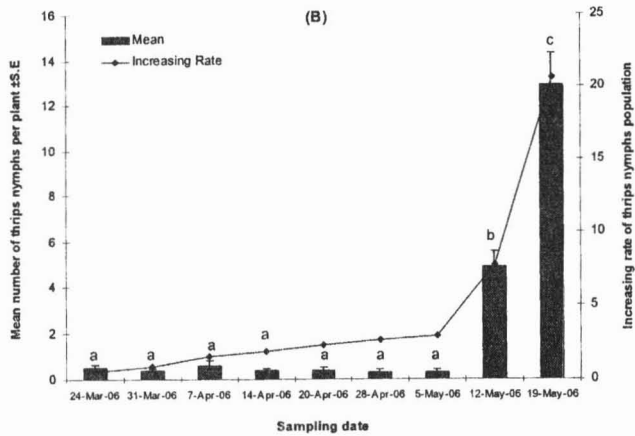 (B)
Mean
Increasing Rate
Mean number of thrips nymphs per plant ±S.E
16
14
12
10
8
6
4
2
0
a a a a a a a b c
25
20
15
10
5
0
Increasing rate of thrips nymphs population
24-Mar-06 31-Mar-06 7-Apr-06 14-Apr-06 20-Apr-06 28-Apr-06 5-May-06 12-May-06 19-May-06
Sampling date